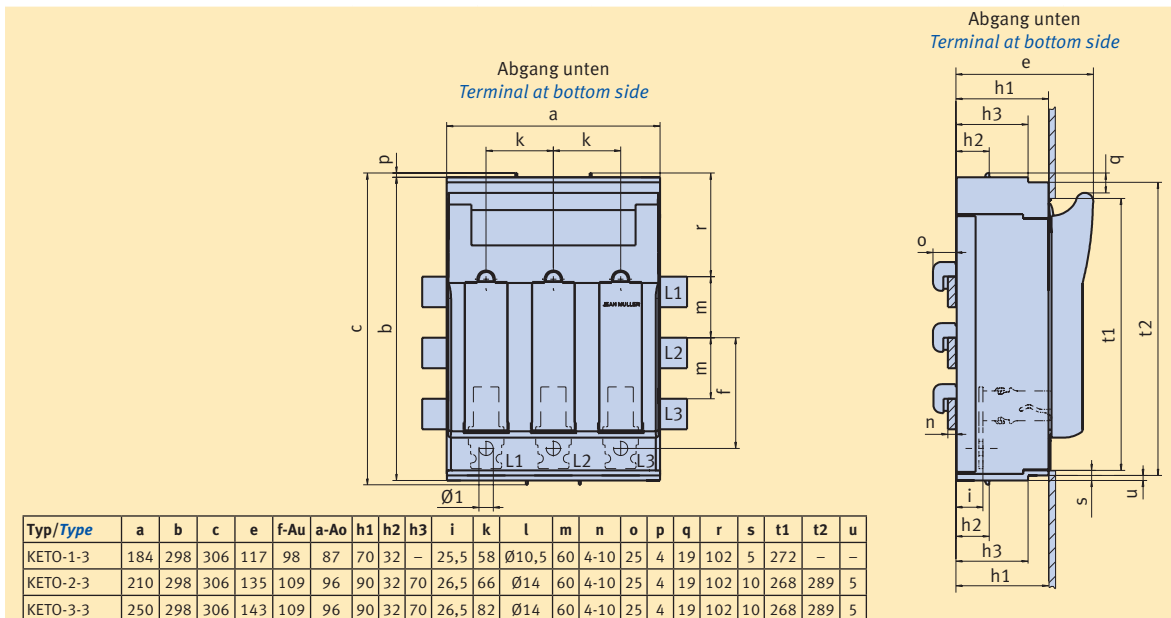 Abgang unten
Terminal at bottom side
e
h1
h3
h2
q
o
n
t1
t2
s
u
i
h2
h3
h1
Abgang unten
Terminal at bottom side
a
k k
p
r
c
b
m
m
f
L1
L2
L3
JEAN MULLER
L1 L2 L3
Ø1
Typ/Type a b c e f-Au a-Ao h1 h2 h3 i k l m n o p q r s t1 t2 u
KETO-1-3 184 298 306 117 98 87 70 32 – 25,5 58 Ø10,5 60 4-10 25 4 19 102 5 272 – –
KETO-2-3 210 298 306 135 109 96 90 32 70 26,5 66 Ø14 60 4-10 25 4 19 102 10 268 289 5
KETO-3-3 250 298 306 143 109 96 90 32 70 26,5 82 Ø14 60 4-10 25 4 19 102 10 268 289 5